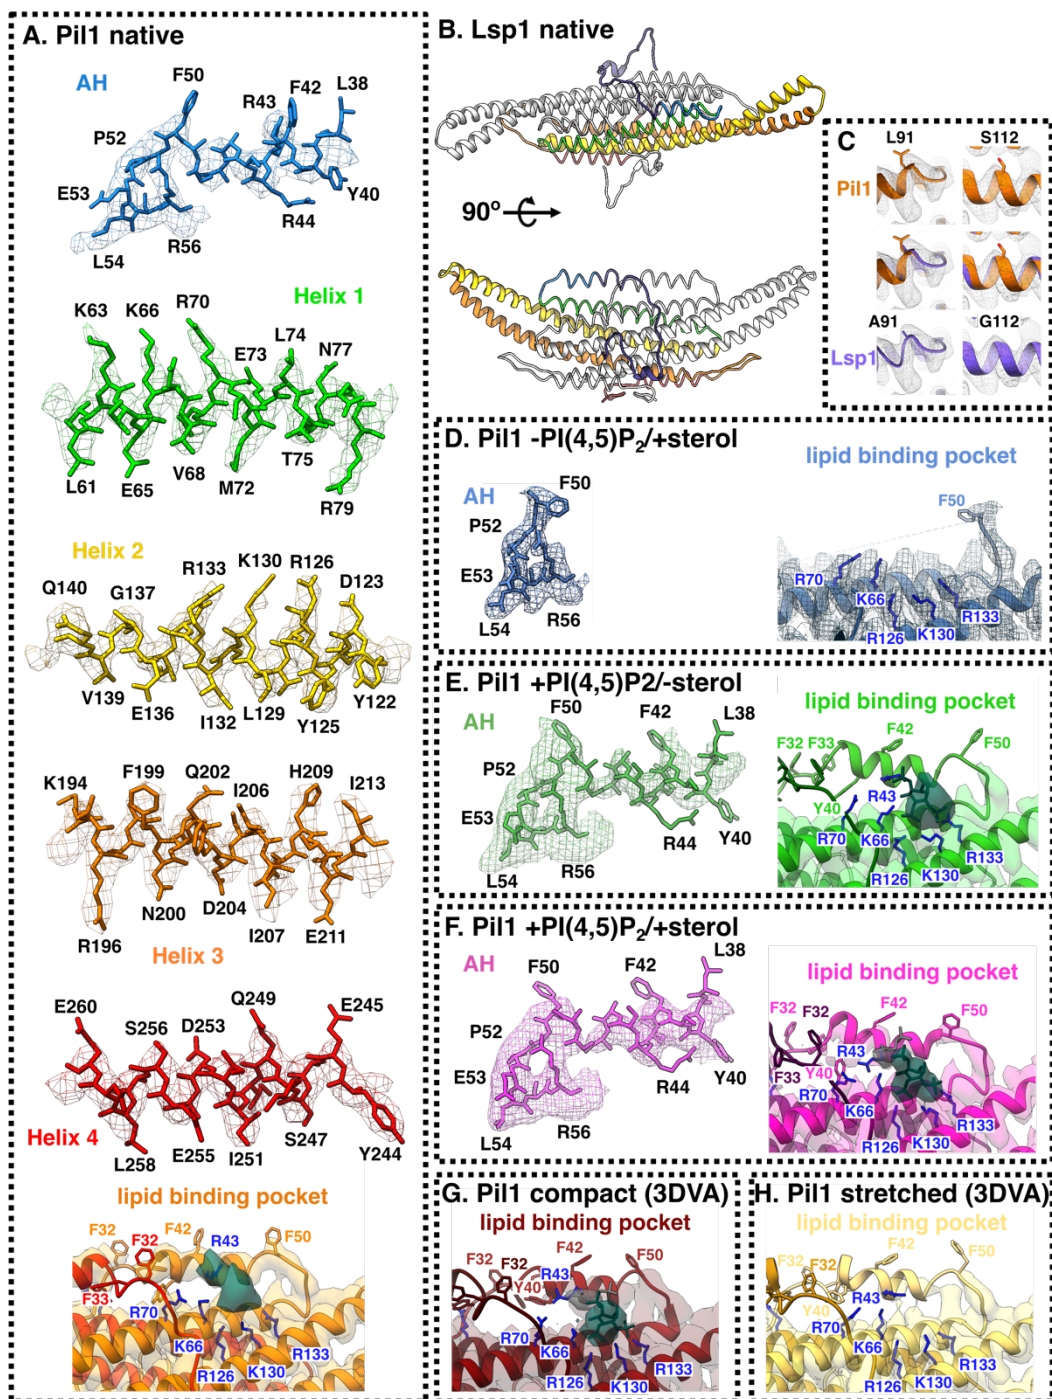 A. Pil1 native
AH
F50
F42
L38
R43
P52
E53
Y40
R44
R56
L54
Helix 1
K63
K66
R70
L74
E73
N77
V68
T75
L61
E65
M72
R79
Helix 2
Q140
G137
R133
K130
R126
D123
V139
E136
I132
L129
Y125
Y122
K194
F199
Q202
I206
H209
I213
N200
D204
R196
I207
E211
Helix 3
E260
S256
D253
Q249
E245
Helix 4
S247
L258
E255
I251
Y244
lipid binding pocket
F32
F32
F42
R43
F50
F33
R70
K66
R126
K130
R133
B. Lsp1 native
90°
C
L91
S112
Pil1
A91
G112
Lsp1
D. Pil1 -PI(4,5)P₂/+sterol
AH
F50
P52
E53
L54
R56
lipid binding pocket
F50
R70
K66
R126
K130
R133
E. Pil1 +PI(4,5)P2/-sterol
AH
F50
F42
L38
P52
E53
R44
Y40
L54
R56
lipid binding pocket
F32
F33
F42
F50
Y40
R43
R70
K66
R126
K130
R133
F. Pil1 +PI(4,5)P₂/+sterol
AH
F50
F42
L38
P52
E53
R44
Y40
L54
R56
lipid binding pocket
F32
F32
F42
F50
R43
F33
Y40
R70
K66
R126
K130
R133
G. Pil1 compact (3DVA)
lipid binding pocket
F32
F32
F42
F50
Y40
R43
R70
K66
R126
K130
R133
H. Pil1 stretched (3DVA)
lipid binding pocket
F32
F32
F42
F50
Y40
R43
R70
K66
R126
K130
R133